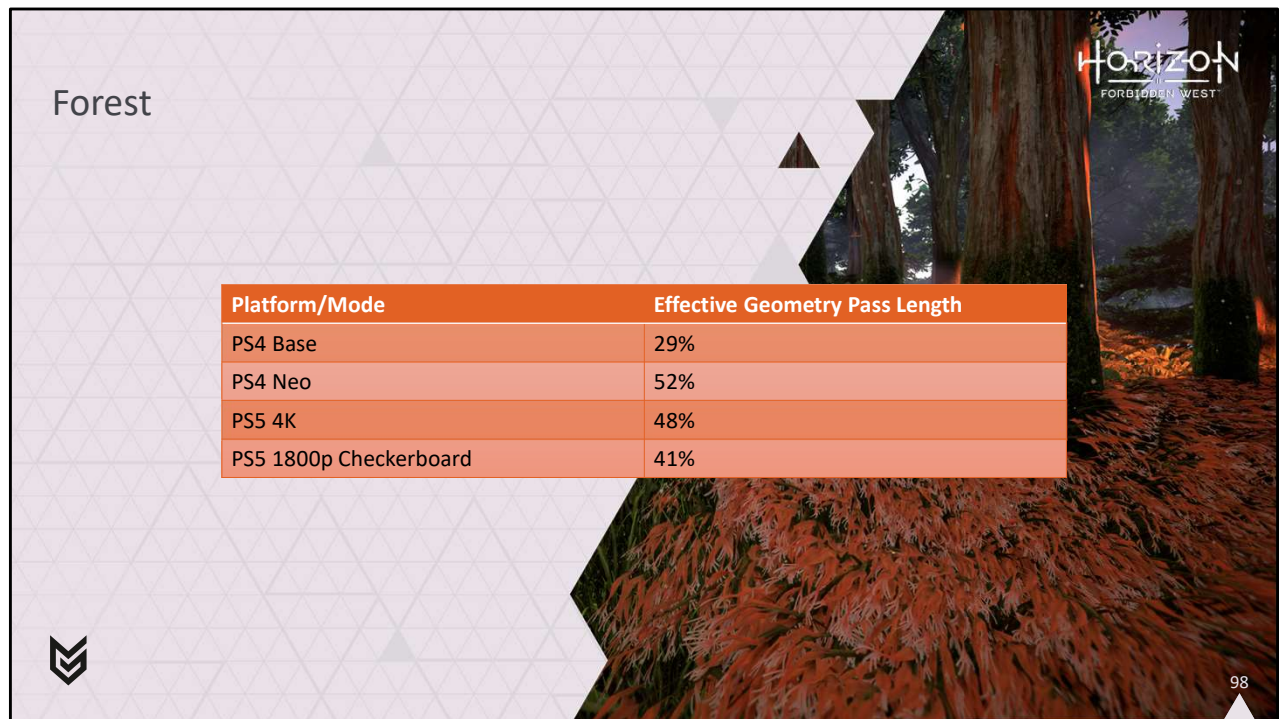 Forest
HORIZON
FORBIDDEN WEST™
Platform/Mode Effective Geometry Pass Length
PS4 Base 29%
PS4 Neo 52%
PS5 4K 48%
PS5 1800p Checkerboard 41%
98